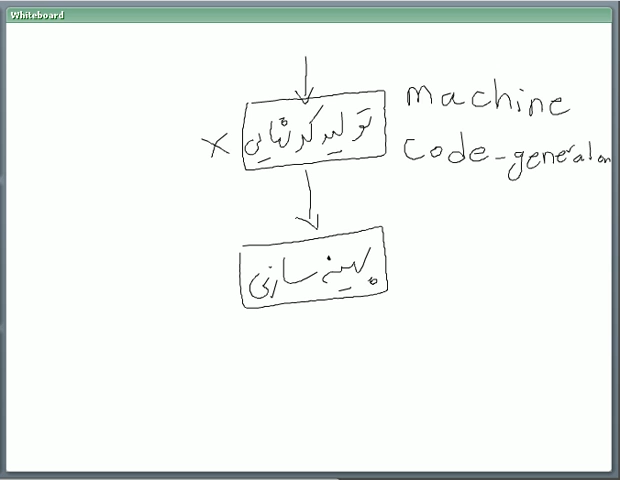 Whiteboard
machine
تولید کد نهایی
x
code-generation
بهینه سازی